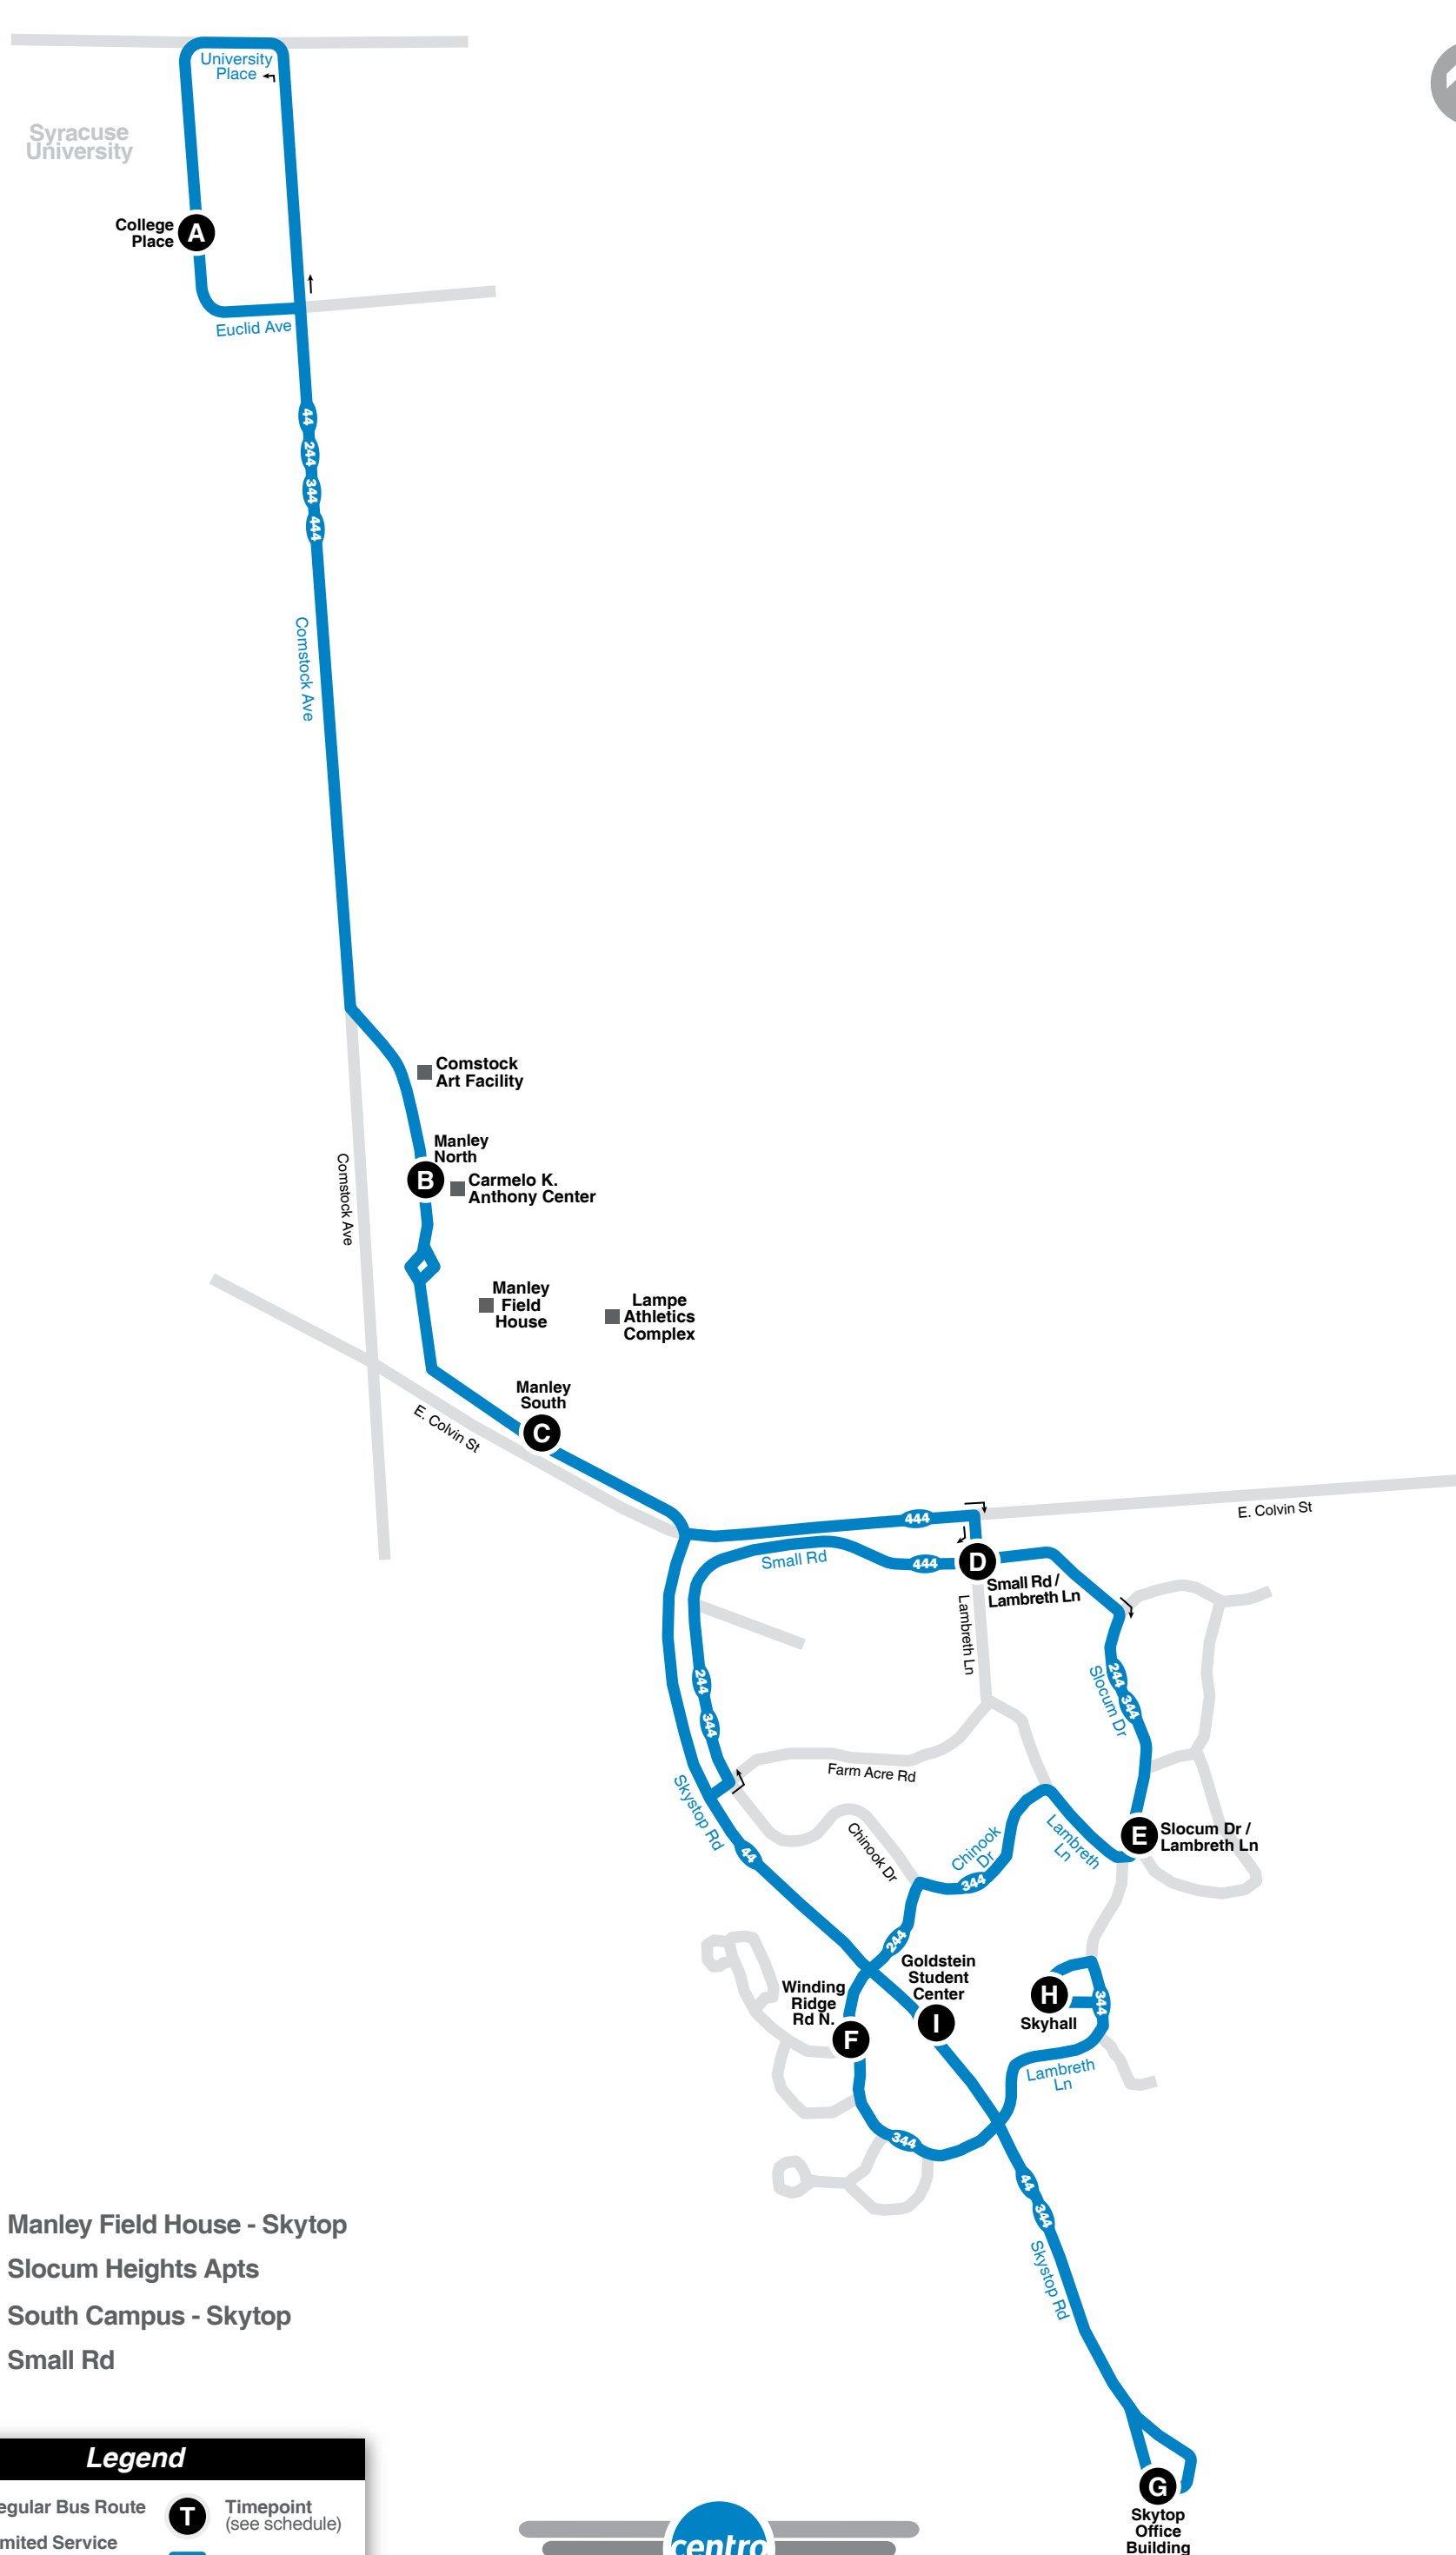 University
Place
Syracuse
University
College
Place
A
Euclid Ave
44
244
344
444
Comstock Ave
Comstock
Art Facility
Manley
North
B
Carmelo K.
Anthony Center
Comstock Ave
Manley
Field
House
Lampe
Athletics
Complex
Manley
South
C
E. Colvin St
444
E. Colvin St
Small Rd
444
D
Small Rd /
Lambreth Ln
Lambreth Ln
244
344
Slocum Dr
244
344
Farm Acre Rd
Skystop Rd
44
Chinook Dr
Chinook
Dr
Lambreth
Ln
E
Slocum Dr /
Lambreth Ln
344
244
Goldstein
Student
Center
Winding
Ridge
Rd N.
F
I
H
Skyhall
344
Lambreth
Ln
344
44
344
Skystop Rd
Manley Field House - Skytop
Slocum Heights Apts
South Campus - Skytop
Small Rd
Legend
egular Bus Route
T
Timepoint
(see schedule)
mited Service
centro
G
Skytop
Office
Building